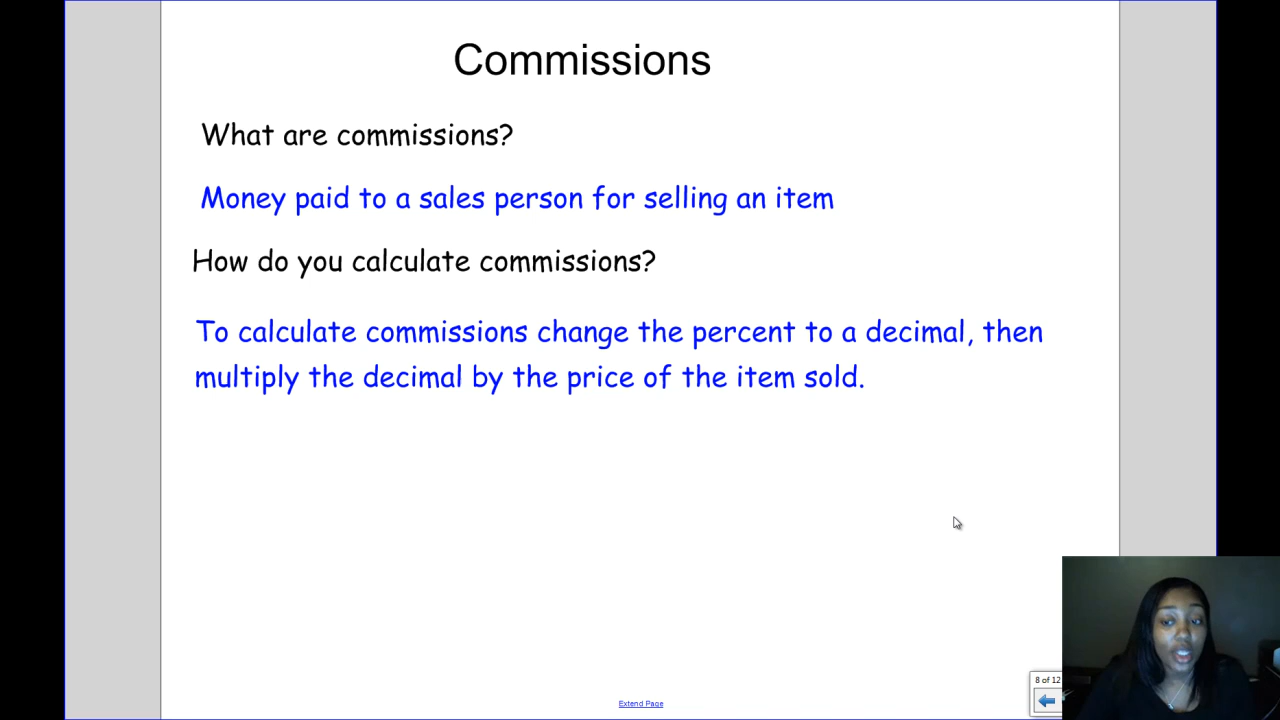 Commissions
What are commissions?
Money paid to a sales person for selling an item
How do you calculate commissions?
To calculate commissions change the percent to a decimal, then
multiply the decimal by the price of the item sold.
8 of 12
Extend Page